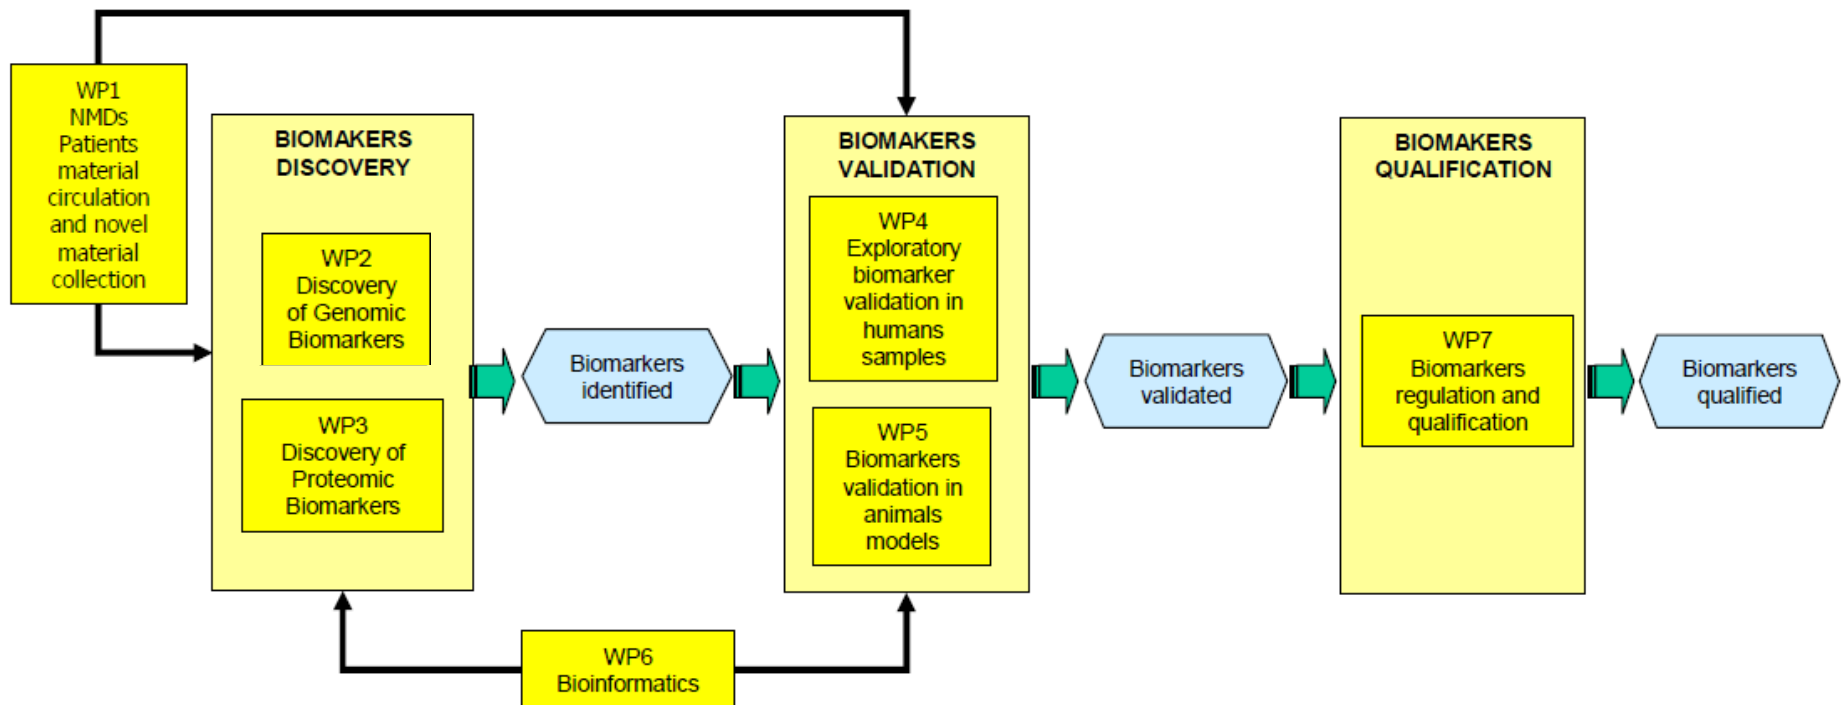 WP1
NMDs
Patients
material
circulation
and novel
material
collection
BIOMAKERS
DISCOVERY
WP2
Discovery
of Genomic
Biomarkers
WP3
Discovery of
Proteomic
Biomarkers
Biomarkers
identified
BIOMAKERS
VALIDATION
WP4
Exploratory
biomarker
validation in
humans
samples
WP5
Biomarkers
validation in
animals
models
WP6
Bioinformatics
Biomarkers
validated
BIOMAKERS
QUALIFICATION
WP7
Biomarkers
regulation and
qualification
Biomarkers
qualified